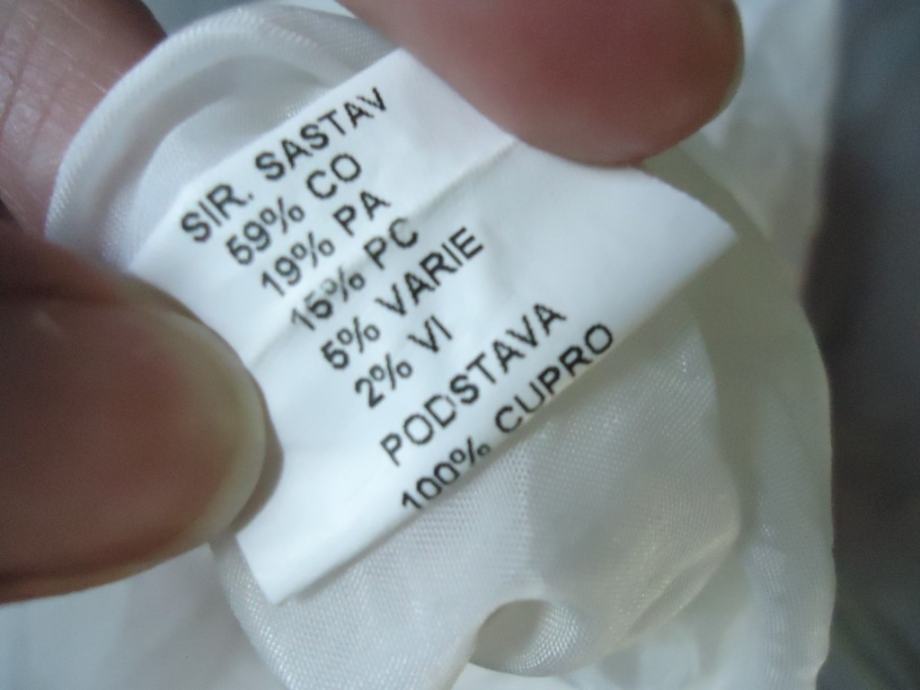 SIR. SASTAV
59% CO
19% PA
15% PC
5% VARIE
2% VI
PODSTAVA
100% CUPRO